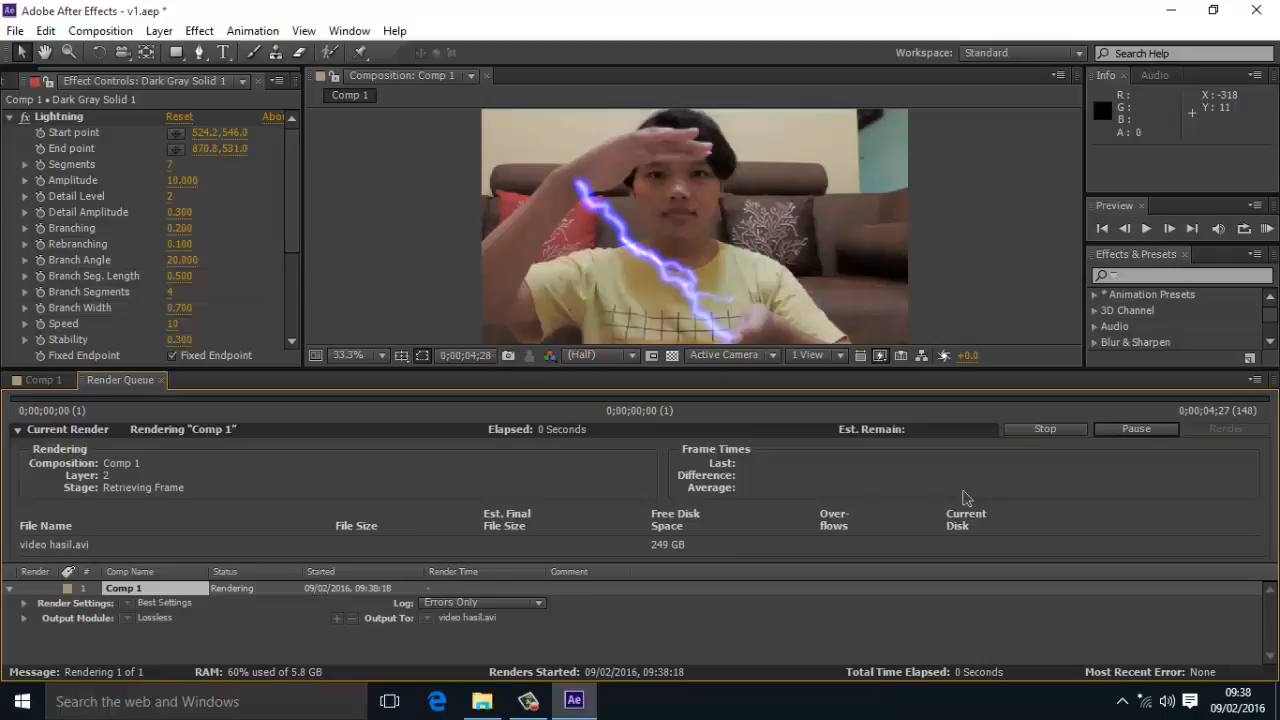 Adobe After Effects - v1.aep *
File Edit Composition Layer Effect Animation View Window Help
Workspace: Standard Search Help
Effect Controls: Dark Gray Solid 1
Composition: Comp 1
Info Audio
Comp 1 • Dark Gray Solid 1
Comp 1
R: X: -318
G: Y: 11
B:
A: 0
fx Lightning Reset Abou
Start point 524.2,546.0
End point 870.8,531.0
Segments 7
Amplitude 10.000
Detail Level 2
Detail Amplitude 0.300
Branching 0.200
Rebranching 0.100
Branch Angle 20.000
Branch Seg. Length 0.500
Branch Segments 4
Branch Width 0.700
Speed 10
Stability 0.300
Fixed Endpoint Fixed Endpoint
Preview
Effects & Presets
* Animation Presets
3D Channel
Audio
Blur & Sharpen
33.3% 0;00;04;28 (Half) Active Camera 1 View +0.0
Comp 1 Render Queue
0;00;00;00 (1) 0;00;00;00 (1) 0;00;04;27 (148)
Current Render Rendering "Comp 1" Elapsed: 0 Seconds Est. Remain: Stop Pause Render
Rendering Frame Times
Composition: Comp 1 Last:
Layer: 2 Difference:
Stage: Retrieving Frame Average:
File Name File Size Est. Final File Size Free Disk Space Over-flows Current Disk
video hasil.avi 249 GB
Render # Comp Name Status Started Render Time Comment
1 Comp 1 Rendering 09/02/2016, 09:38:18 -
Render Settings: Best Settings Log: Errors Only
Output Module: Lossless + — Output To: video hasil.avi
Message: Rendering 1 of 1 RAM: 60% used of 5.8 GB Renders Started: 09/02/2016, 09:38:18 Total Time Elapsed: 0 Seconds Most Recent Error: None
Search the web and Windows Ae 09:38
09/02/2016